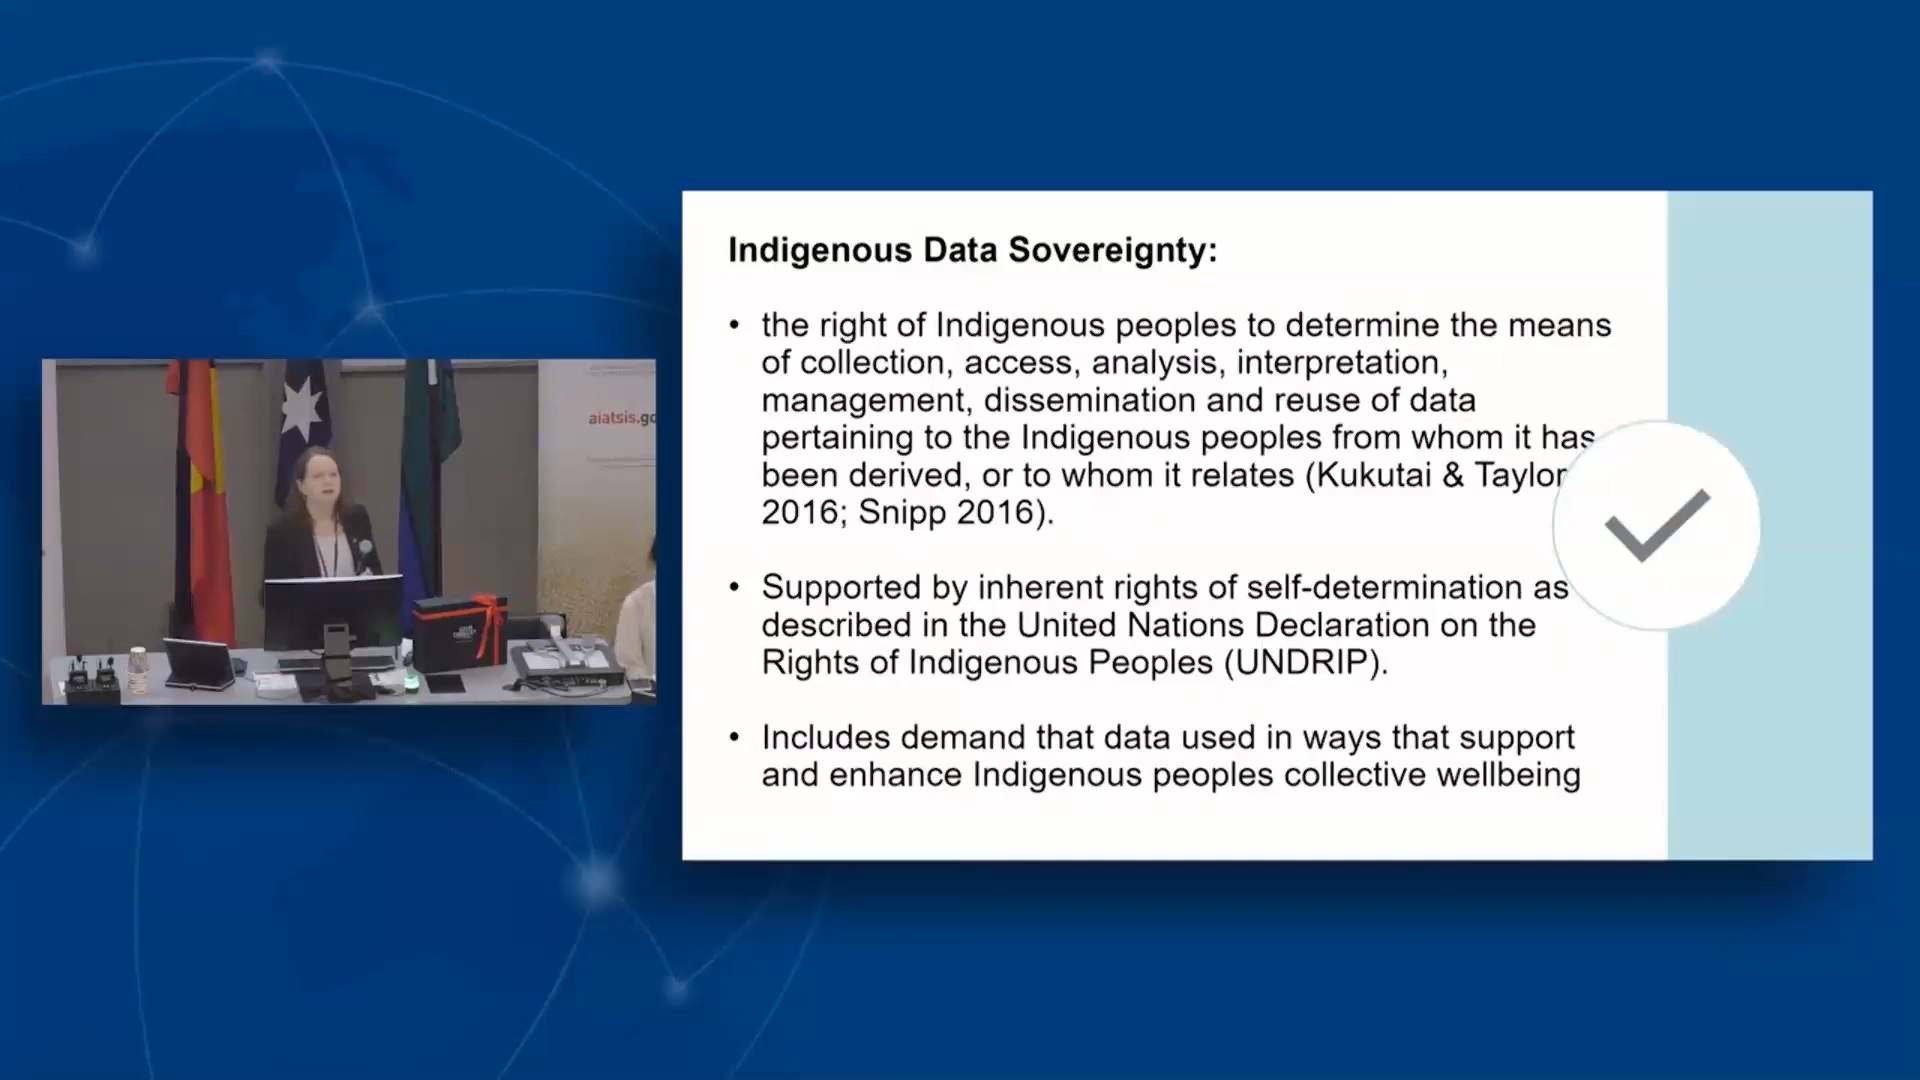 aiatsis.go
Indigenous Data Sovereignty:
• the right of Indigenous peoples to determine the means
of collection, access, analysis, interpretation,
management, dissemination and reuse of data
pertaining to the Indigenous peoples from whom it has
been derived, or to whom it relates (Kukutai & Taylor
2016; Snipp 2016).
• Supported by inherent rights of self-determination as
described in the United Nations Declaration on the
Rights of Indigenous Peoples (UNDRIP).
• Includes demand that data used in ways that support
and enhance Indigenous peoples collective wellbeing